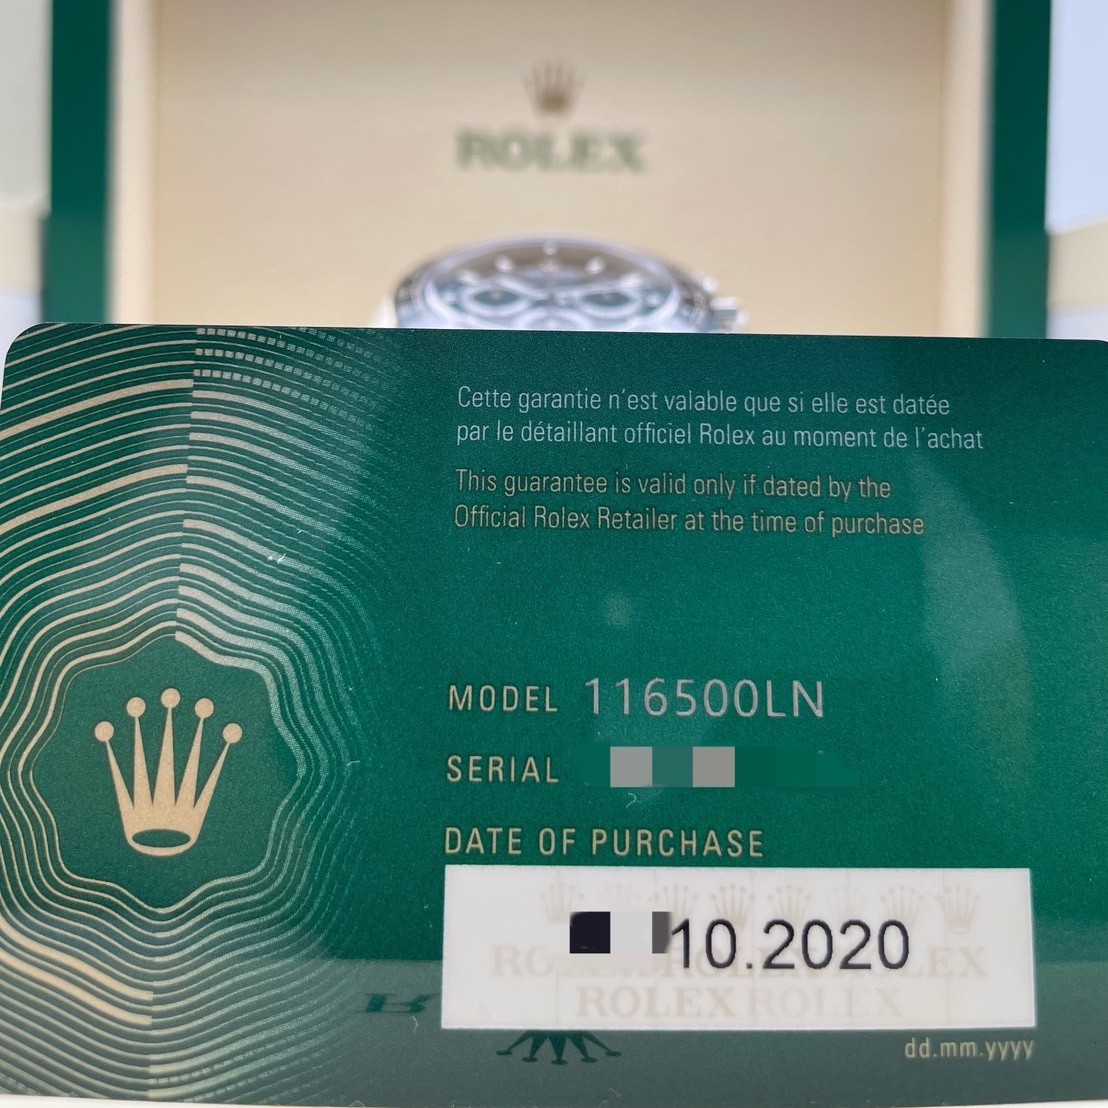 ROLEX
Cette garantie n'est valable que si elle est datée
par le détaillant officiel Rolex au moment de l'achat
This guarantee is valid only if dated by the
Official Rolex Retailer at the time of purchase
MODEL 116500LN
SERIAL
DATE OF PURCHASE
10.2020
ROLEX ROLEX
dd.mm.yyyy